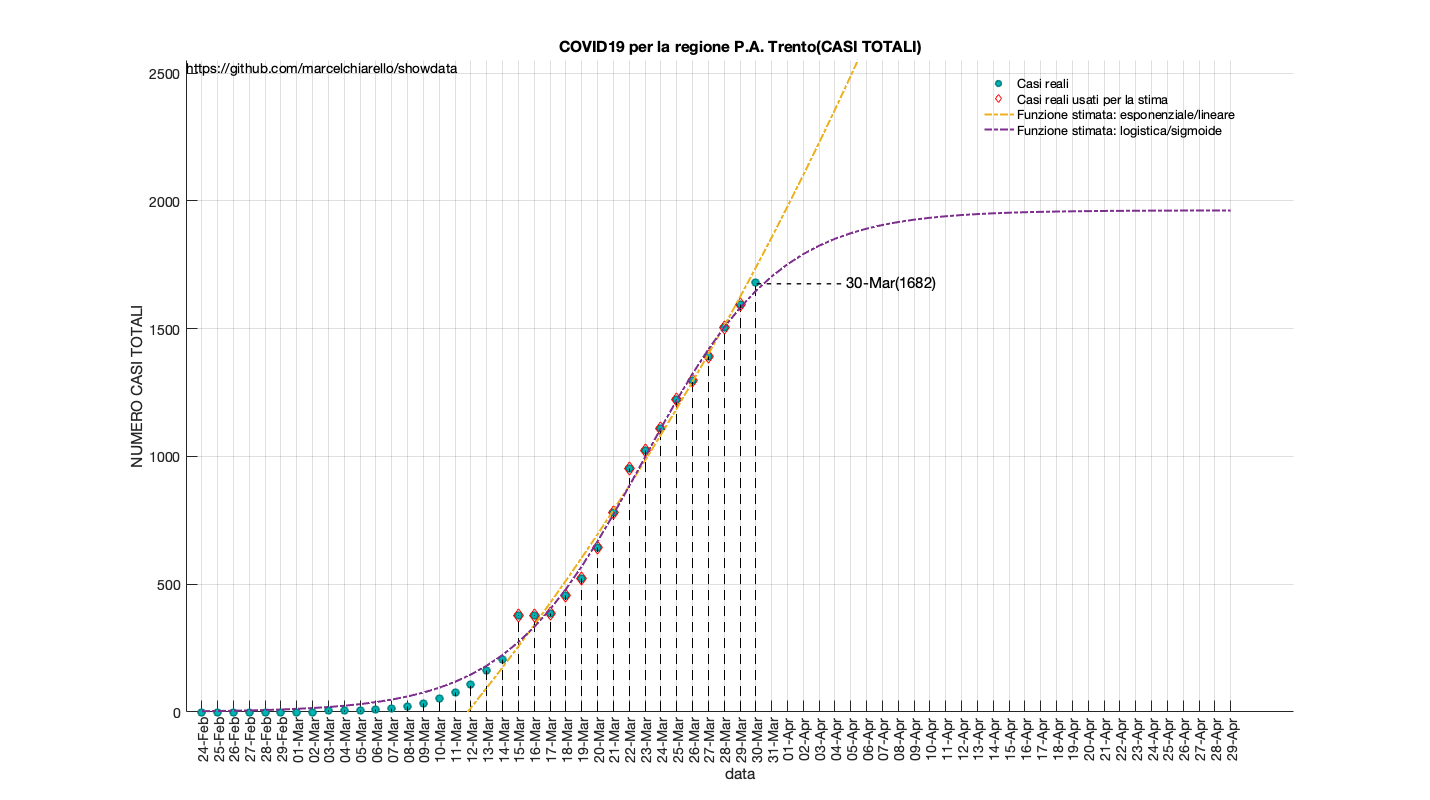 COVID19 per la regione P.A. Trento(CASI TOTALI)
https://github.com/marcelchiarello/showdata
Casi reali
Casi reali usati per la stima
Funzione stimata: esponenziale/lineare
Funzione stimata: logistica/sigmoide
30-Mar(1682)
NUMERO CASI TOTALI
2500
2000
1500
1000
500
0
24-Feb
25-Feb
26-Feb
27-Feb
28-Feb
29-Feb
01-Mar
02-Mar
03-Mar
04-Mar
05-Mar
06-Mar
07-Mar
08-Mar
09-Mar
10-Mar
11-Mar
12-Mar
13-Mar
14-Mar
15-Mar
16-Mar
17-Mar
18-Mar
19-Mar
20-Mar
21-Mar
22-Mar
23-Mar
24-Mar
25-Mar
26-Mar
27-Mar
28-Mar
29-Mar
30-Mar
31-Mar
01-Apr
02-Apr
03-Apr
04-Apr
05-Apr
06-Apr
07-Apr
08-Apr
09-Apr
10-Apr
11-Apr
12-Apr
13-Apr
14-Apr
15-Apr
16-Apr
17-Apr
18-Apr
19-Apr
20-Apr
21-Apr
22-Apr
23-Apr
24-Apr
25-Apr
26-Apr
27-Apr
28-Apr
29-Apr
data